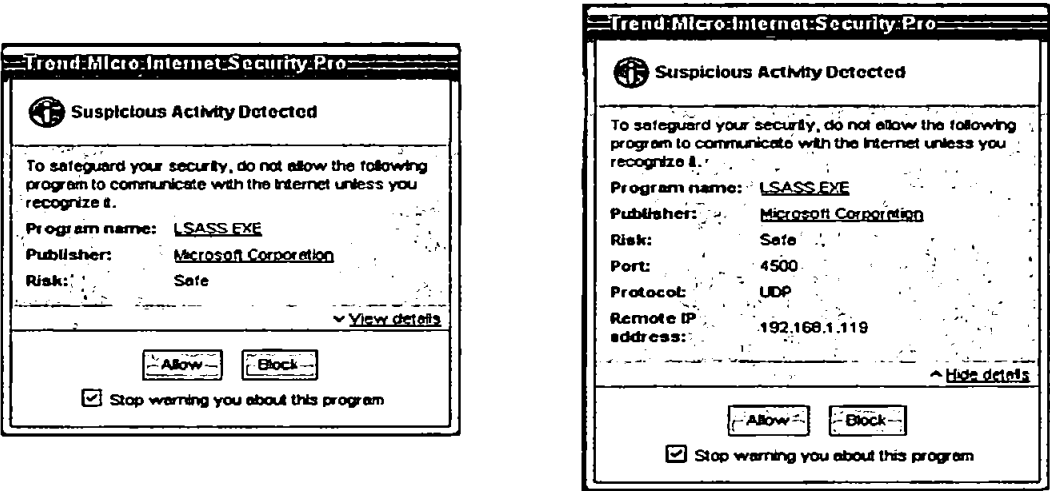 Trend Micro Internet Security Pro
Suspicious Activity Detected
To safeguard your security, do not allow the following
program to communicate with the Internet unless you
recognize it.
Program name: LSASS.EXE
Publisher: Microsoft Corporation
Risk: Safe
View details
Allow Block
Stop warning you about this program
Trend Micro Internet Security Pro
Suspicious Activity Detected
To safeguard your security, do not allow the following
program to communicate with the Internet unless you
recognize it.
Program name: LSASS.EXE
Publisher: Microsoft Corporation
Risk: Safe
Port: 4500
Protocol: UDP
Remote IP
address: 192.168.1.119
Hide details
Allow Block
Stop warning you about this program